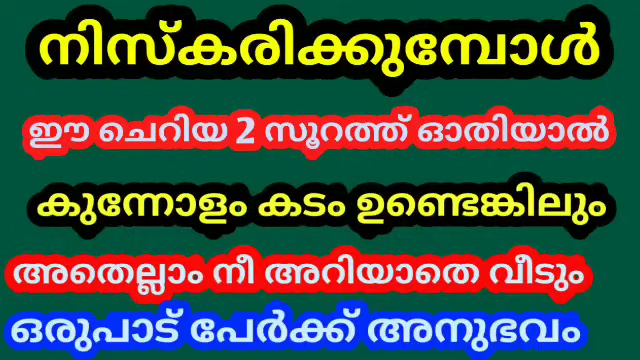 നിസ്കരിക്കുമ്പോൾ
ഈ ചെറിയ 2 സൂറത്ത് ഓതിയാൽ
കുന്നോളം കടം ഉണ്ടെങ്കിലും
അതെല്ലാം നീ അറിയാതെ വീടും
ഒരുപാട് പേർക്ക് അനുഭവം